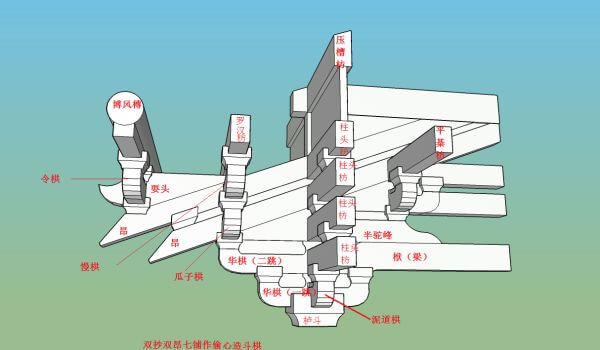 压
槽
枋
搏风槫
罗
汉
枋
柱
头
枋
平
棊
枋
柱头
枋
令栱
耍头
柱头
枋
昂
昂
半驼峰
柱头
枋
华栱（二跳）
栿（梁）
慢栱
瓜子栱
华栱（一跳）
栌斗
泥道栱
双抄双昂七铺作偷心造斗栱